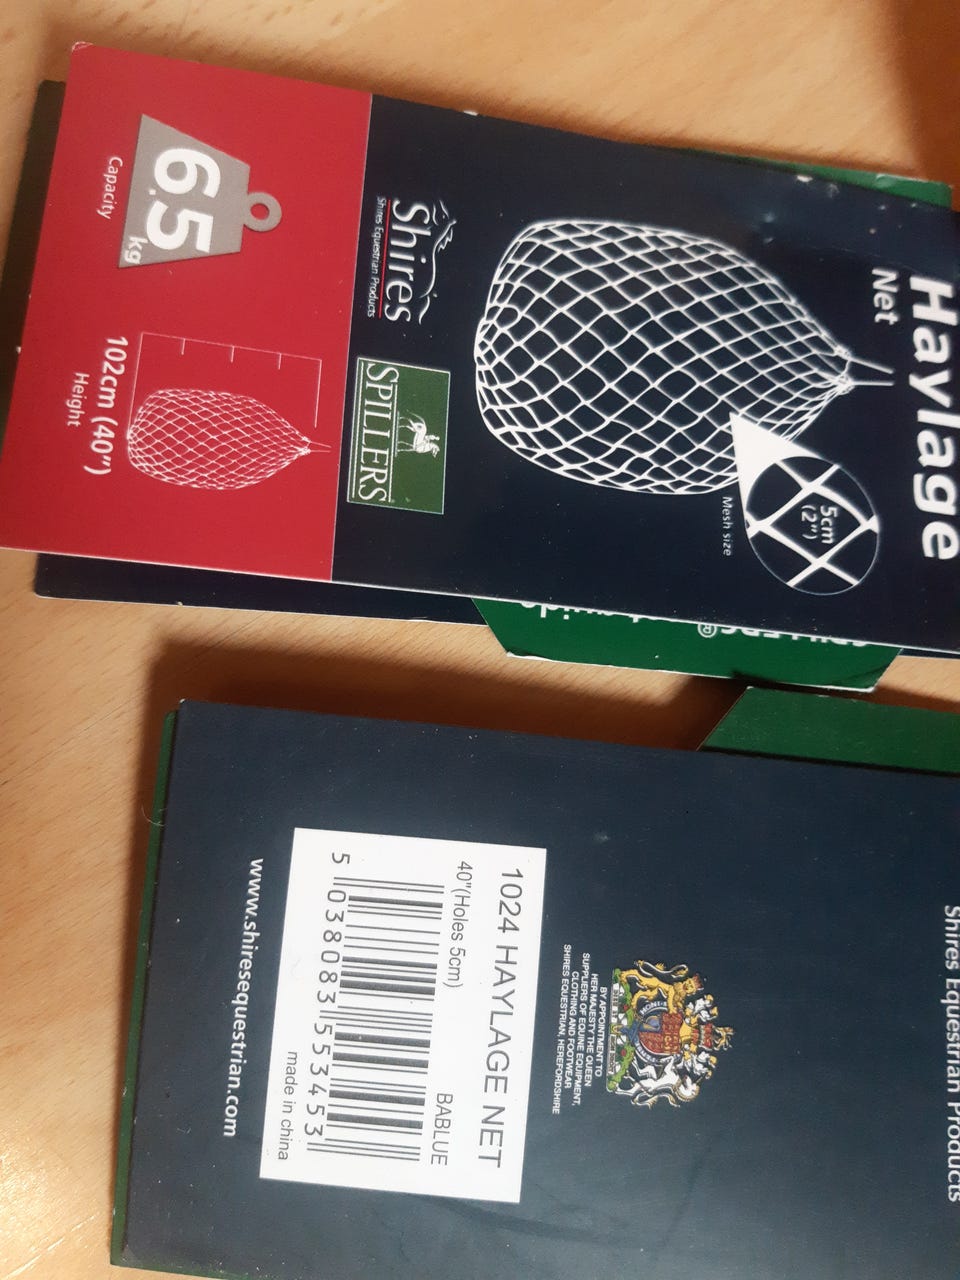 Haylage
Net
5cm
(2")
Mesh size
Shires
Shires Equestrian Products
SPILLERS
6.5
kg
Capacity
102cm (40")
Height
Shires Equestrian Products
BY APPOINTMENT TO
HER MAJESTY THE QUEEN
SUPPLIERS OF EQUINE EQUIPMENT,
CLOTHING AND FOOTWEAR
SHIRES EQUESTRIAN, HEREFORDSHIRE
1024 HAYLAGE NET
40"(Holes 5cm) BABLUE
5 038083 553453
made in china
www.shiresequestrian.com